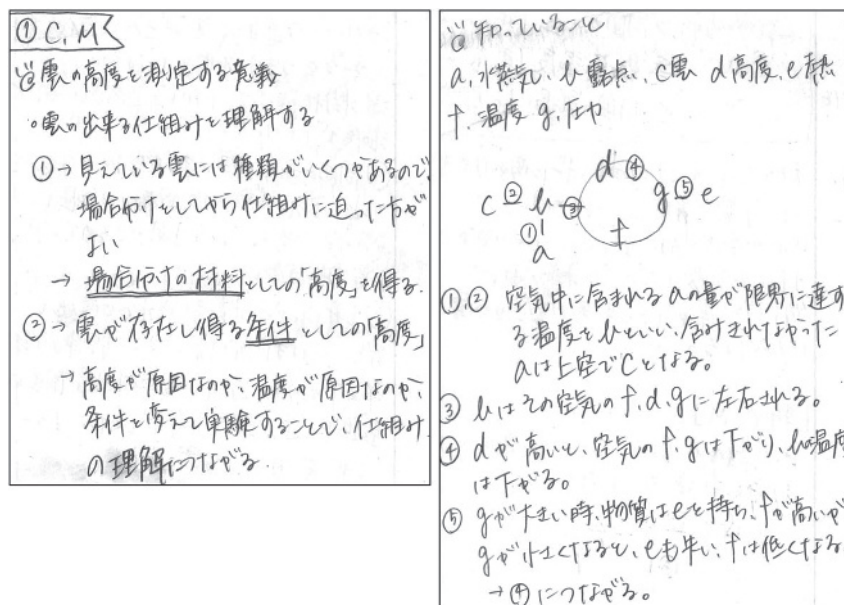 ① C.M
◎雲の高度を測定する意義
。雲の出来る仕組みを理解する
①→見えている雲には種類がいくつかあるので、
場合分けをしてから仕組みに迫った方が
よい
→場合分けの材料としての「高度」を得る.
②→雲が存在し得る条件としての「高度」
→高度が原因なのか、温度が原因なのか、
条件を変えて実験することで、仕組み
の理解につながる
◎知っていること
a.水蒸気、b 露点、c雲 d 高度、e熱
f.温度 g.圧力
d ④
c ② b ③ g ⑤ e
① f
a
①,② 空気中に含まれる aの量が限界に達す
る温度をbといい、含みきれなかった
aは上空でcとなる。
③ bはその空気のf、d、gに左右される。
④ dが高いと、空気のf、gは下がり、bの温度
は下がる。
⑤ gが大きい時、物質はeを持ち、fが高いが
gが小さくなると、eも失い、fは低くなる
→④につながる。